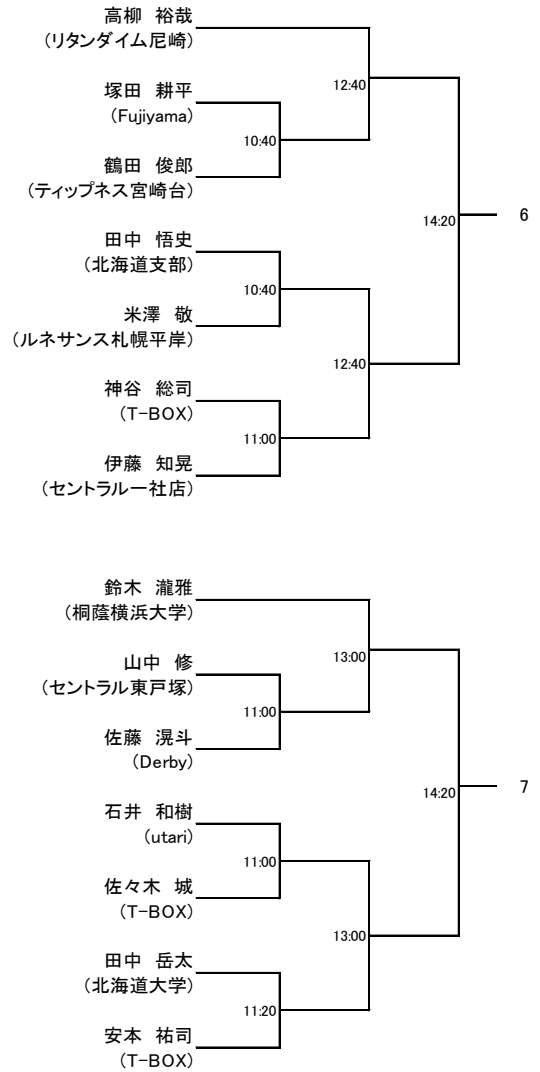 高柳 裕哉
(リタンダイム尼崎)
12:40
塚田 耕平
(Fujiyama)
10:40
鶴田 俊郎
(ティップネス宮崎台)
14:20
6
田中 悟史
(北海道支部)
10:40
米澤 敬
(ルネサンス札幌平岸)
12:40
神谷 総司
(T-BOX)
11:00
伊藤 知晃
(セントラル一社店)
鈴木 瀧雅
(桐蔭横浜大学)
13:00
山中 修
(セントラル東戸塚)
11:00
佐藤 滉斗
(Derby)
14:20
7
石井 和樹
(utari)
11:00
佐々木 城
(T-BOX)
13:00
田中 岳太
(北海道大学)
11:20
安本 祐司
(T-BOX)